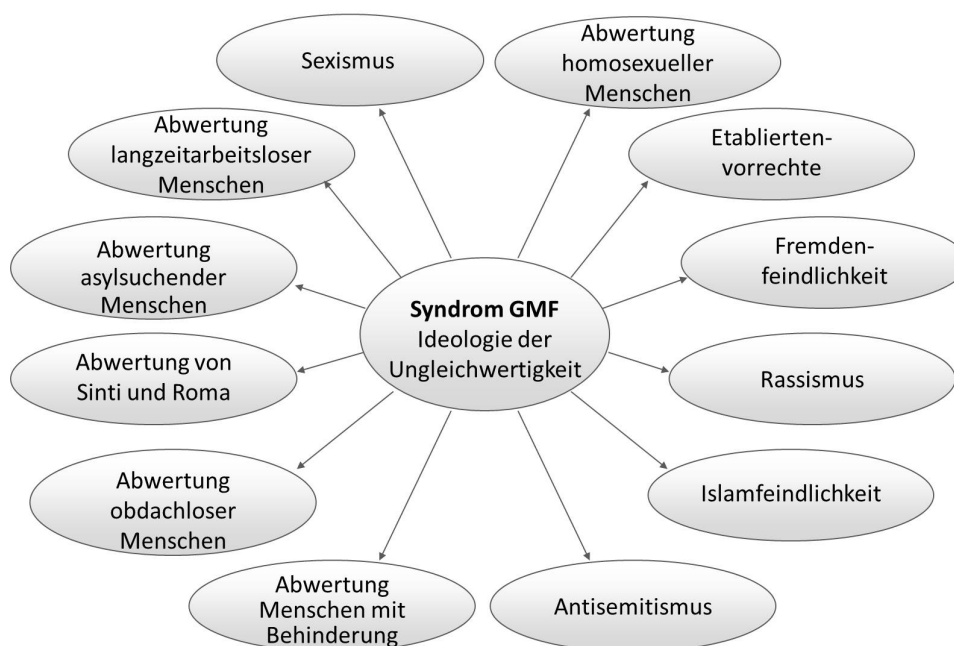 Sexismus
Abwertung
homosexueller
Menschen
Etablierten-
vorrechte
Fremden-
feindlichkeit
Rassismus
Islamfeindlichkeit
Antisemitismus
Abwertung
Menschen mit
Behinderung
Abwertung
obdachloser
Menschen
Abwertung von
Sinti und Roma
Abwertung
asylsuchender
Menschen
Abwertung
langzeitarbeitsloser
Menschen
Syndrom GMF
Ideologie der
Ungleichwertigkeit